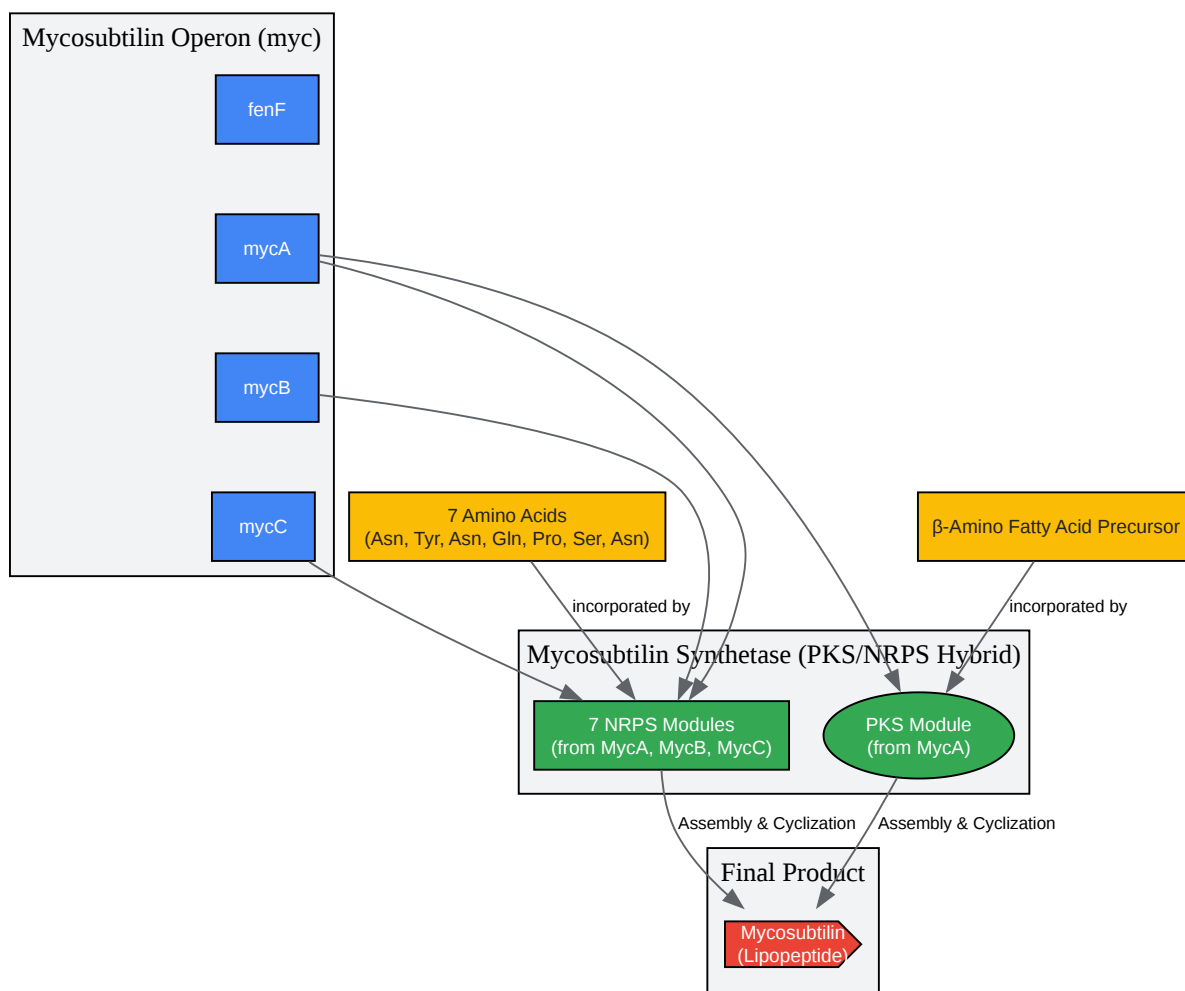 Mycosubtilin Operon (myc)
fenF
mycA
mycB
mycC
7 Amino Acids
(Asn, Tyr, Asn, Gln, Pro, Ser, Asn)
β-Amino Fatty Acid Precursor
incorporated by
incorporated by
Mycosubtilin Synthetase (PKS/NRPS Hybrid)
7 NRPS Modules
(from MycA, MycB, MycC)
PKS Module
(from MycA)
Assembly & Cyclization
Assembly & Cyclization
Final Product
Mycosubtilin
(Lipopeptide)